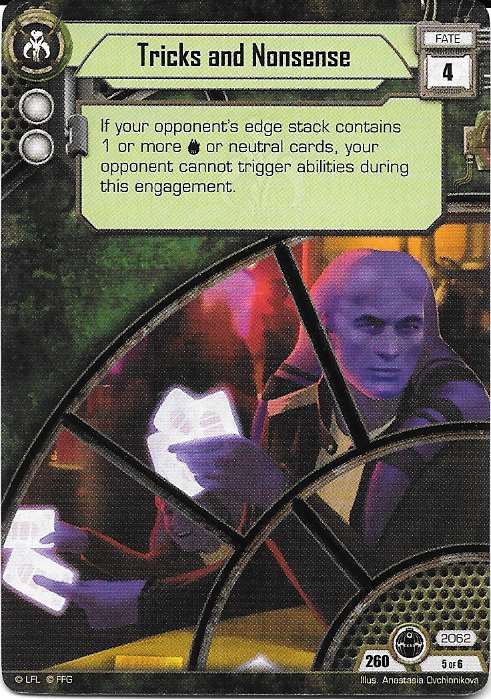 Tricks and Nonsense
FATE
4
If your opponent's edge stack contains
1 or more or neutral cards, your
opponent cannot trigger abilities during
this engagement.
2062
260
5 OF 6
© LFL © FFG
Illus. Anastasia Ovchinnikova